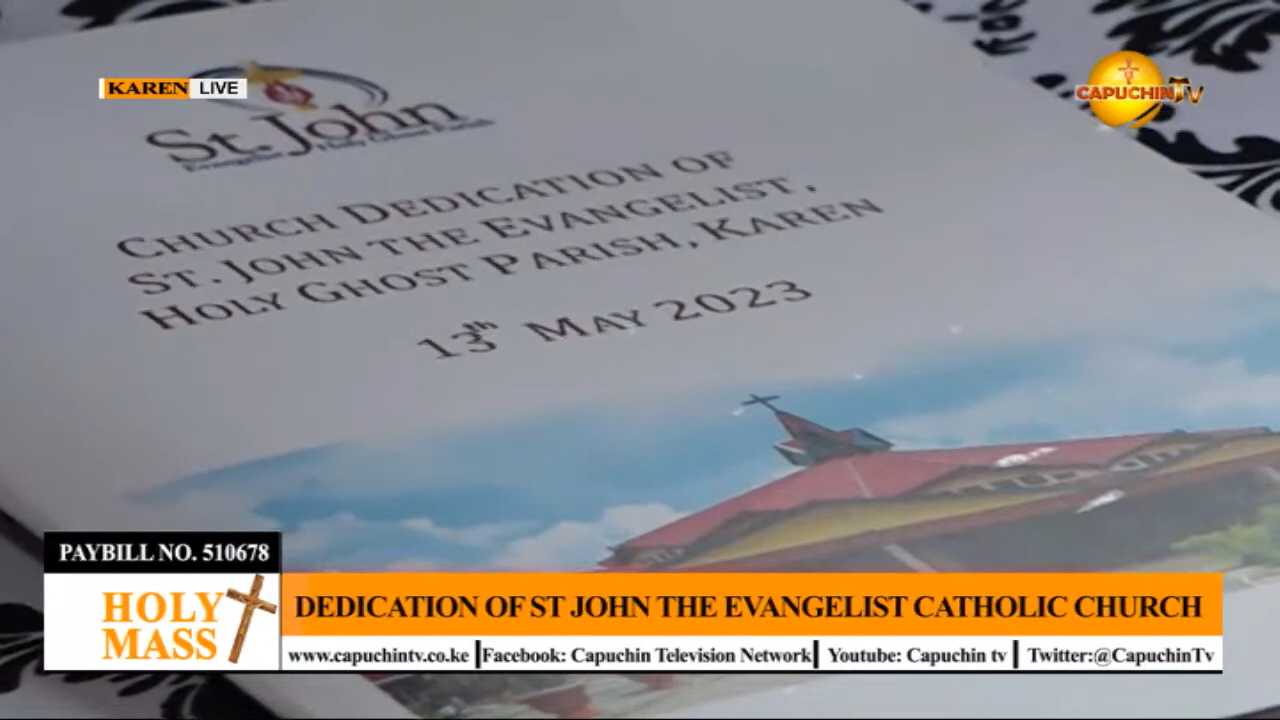 KAREN LIVE
CAPUCHIN TV
St. John
CHURCH DEDICATION OF
ST. JOHN THE EVANGELIST,
HOLY GHOST PARISH, KAREN
13th MAY 2023
PAYBILL NO. 510678
HOLY
MASS
DEDICATION OF ST JOHN THE EVANGELIST CATHOLIC CHURCH
www.capuchintv.co.ke Facebook: Capuchin Television Network Youtube: Capuchin tv Twitter:@CapuchinTv